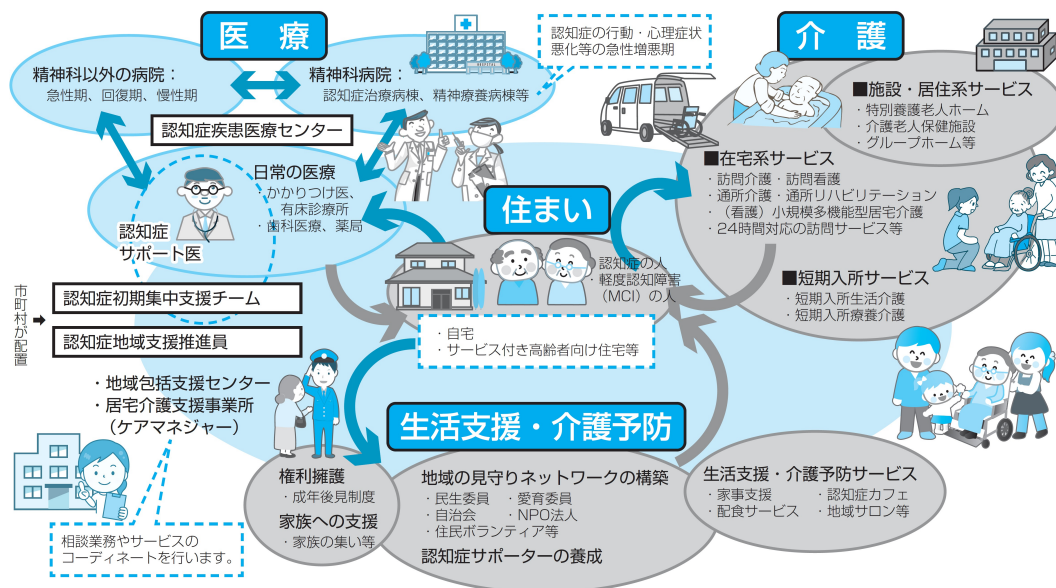 医療
精神科以外の病院：
急性期、回復期、慢性期
精神科病院：
認知症治療病棟、精神療養病棟等
認知症の行動・心理症状
悪化等の急性増悪期
認知症疾患医療センター
日常の医療
・かかりつけ医、
有床診療所
・歯科医療、薬局
認知症
サポート医
市町村が配置
認知症初期集中支援チーム
認知症地域支援推進員
・地域包括支援センター
・居宅介護支援事業所
（ケアマネジャー）
相談業務やサービスの
コーディネートを行います。
住まい
・認知症の人
・軽度認知障害
（MCI）の人
・自宅
・サービス付き高齢者向け住宅等
介護
■施設・居住系サービス
・特別養護老人ホーム
・介護老人保健施設
・グループホーム等
■在宅系サービス
・訪問介護・訪問看護
・通所介護・通所リハビリテーション
・（看護）小規模多機能型居宅介護
・24時間対応の訪問サービス等
■短期入所サービス
・短期入所生活介護
・短期入所療養介護
生活支援・介護予防
権利擁護
・成年後見制度
家族への支援
・家族の集い等
地域の見守りネットワークの構築
・民生委員　・愛育委員
・自治会　・NPO法人
・住民ボランティア等
認知症サポーターの養成
生活支援・介護予防サービス
・家事支援　・認知症カフェ
・配食サービス　・地域サロン等